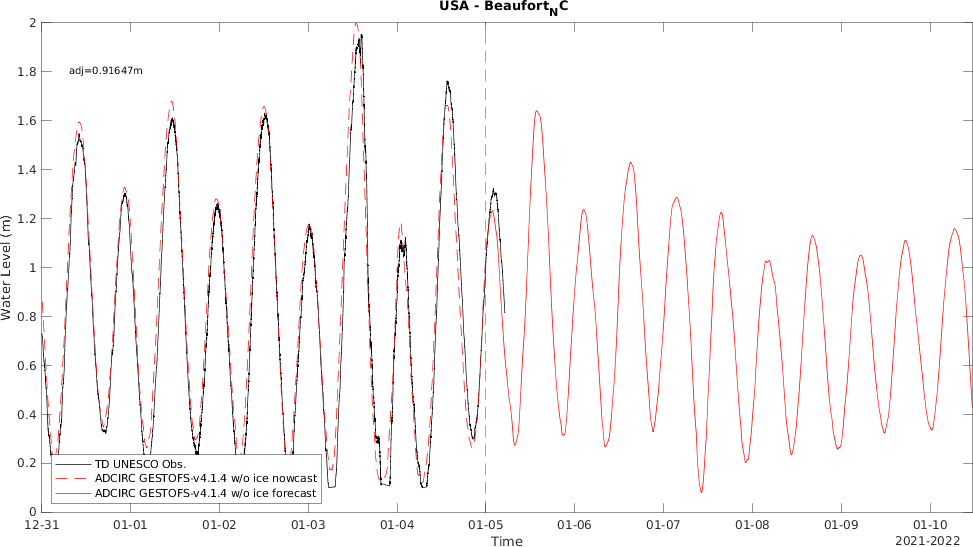 USA - Beaufort_NC
2
1.8
1.6
1.4
1.2
1
0.8
0.6
0.4
0.2
0
Water Level (m)
adj=0.91647m
TD UNESCO Obs.
ADCIRC GESTOFS-v4.1.4 w/o ice nowcast
ADCIRC GESTOFS-v4.1.4 w/o ice forecast
12-31 01-01 01-02 01-03 01-04 01-05 01-06 01-07 01-08 01-09 01-10
Time
2021-2022